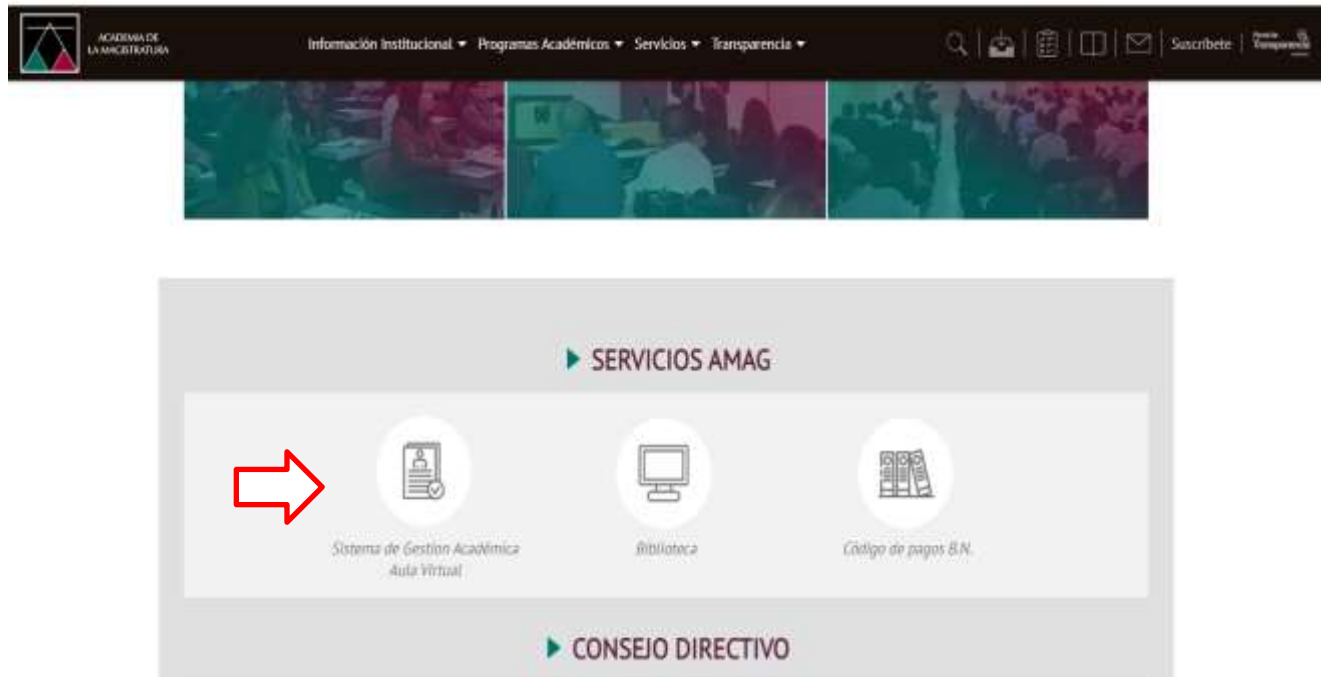 ACADEMIA DE
LA MAGISTRATURA
Información Institucional Programas Académicos Servicios Transparencia
Suscríbete
Transparencia
SERVICIOS AMAG
Sistema de Gestion Académica
Aula Virtual
Biblioteca
Código de pagos B.N.
CONSEJO DIRECTIVO